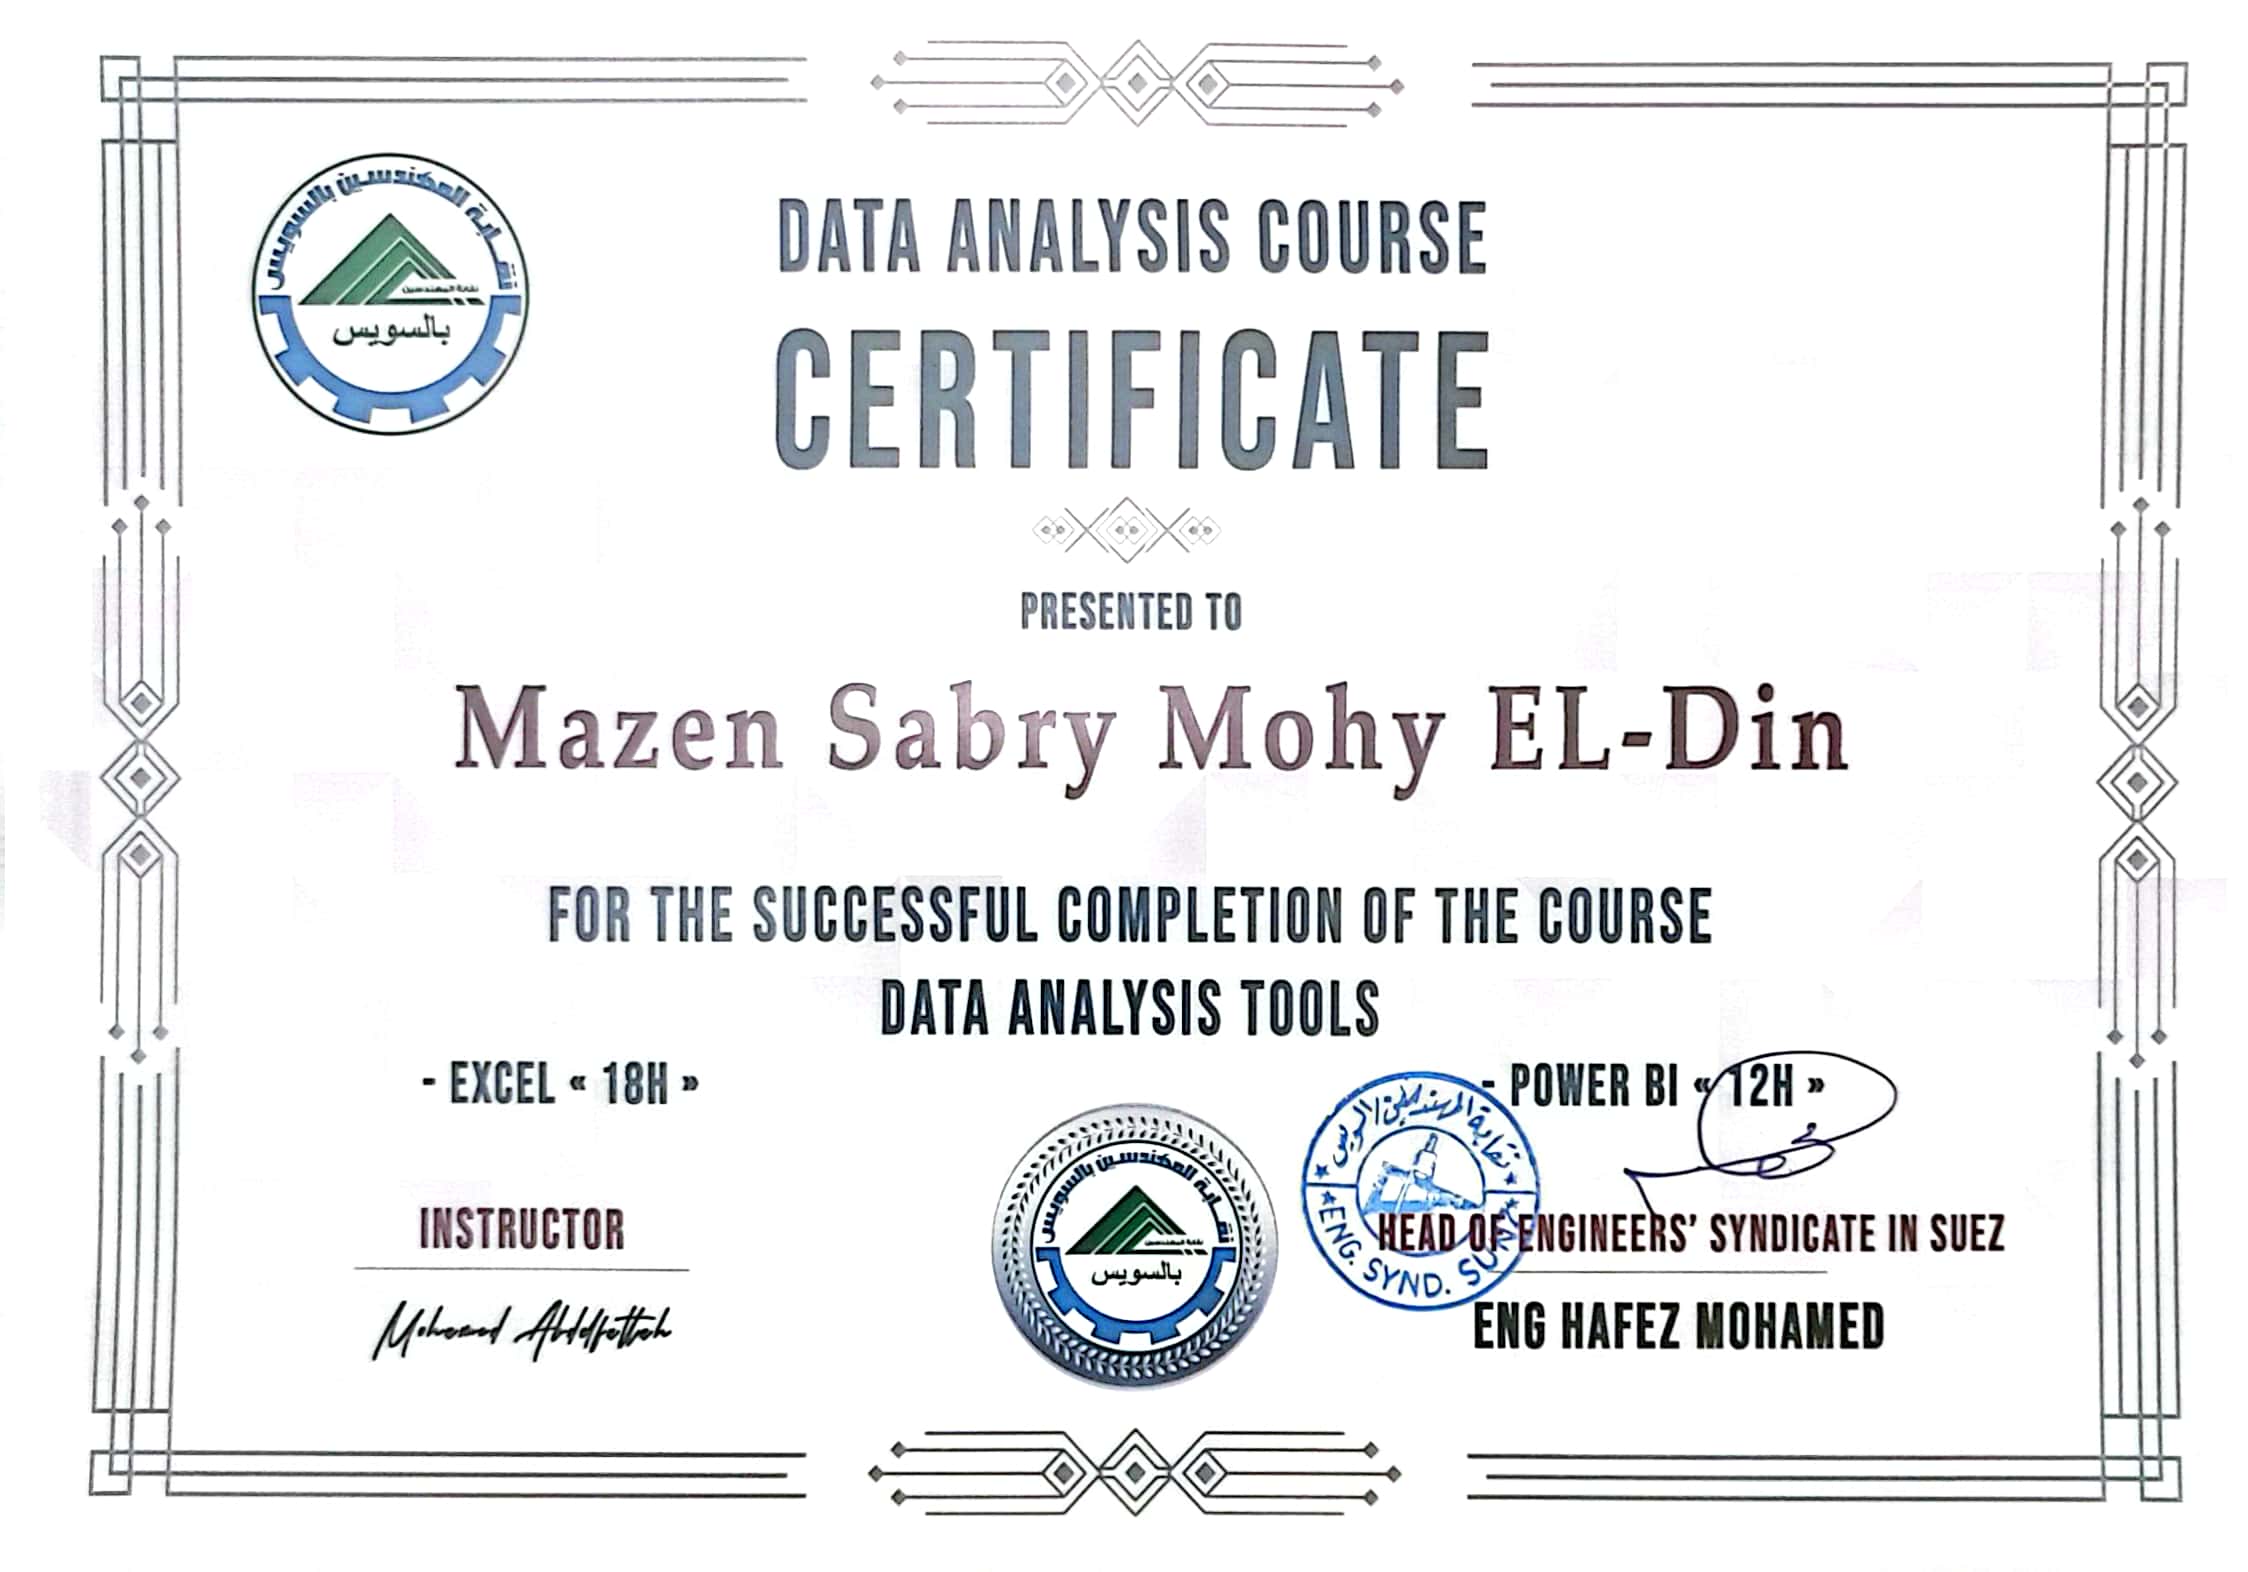 نقابة المهندسين بالسويس
نقابة المهندسين
بالسويس
DATA ANALYSIS COURSE
CERTIFICATE
PRESENTED TO
Mazen Sabry Mohy EL-Din
FOR THE SUCCESSFUL COMPLETION OF THE COURSE
DATA ANALYSIS TOOLS
- EXCEL « 18H »
- POWER BI « 12H »
INSTRUCTOR
Mohamed Abdelfattah
نقابة المهندسين بالسويس
نقابة المهندسين
بالسويس
نقابة المهندسين السويس
ENG. SYND. SUEZ
HEAD OF ENGINEERS’ SYNDICATE IN SUEZ
ENG HAFEZ MOHAMED